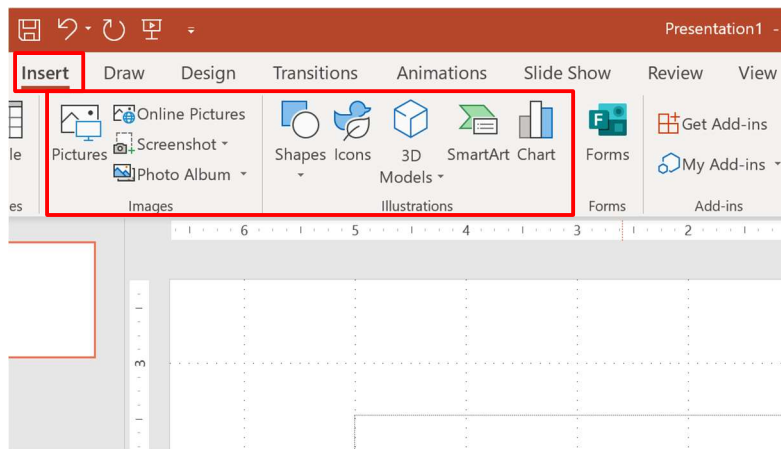 Presentation1 -
Insert Draw Design Transitions Animations Slide Show Review View
le
Pictures
Online Pictures
Screenshot
Photo Album
Shapes Icons 3D Models SmartArt Chart
Forms
Get Add-ins
My Add-ins
es Images Illustrations Forms Add-ins
6 5 4 3 2
3